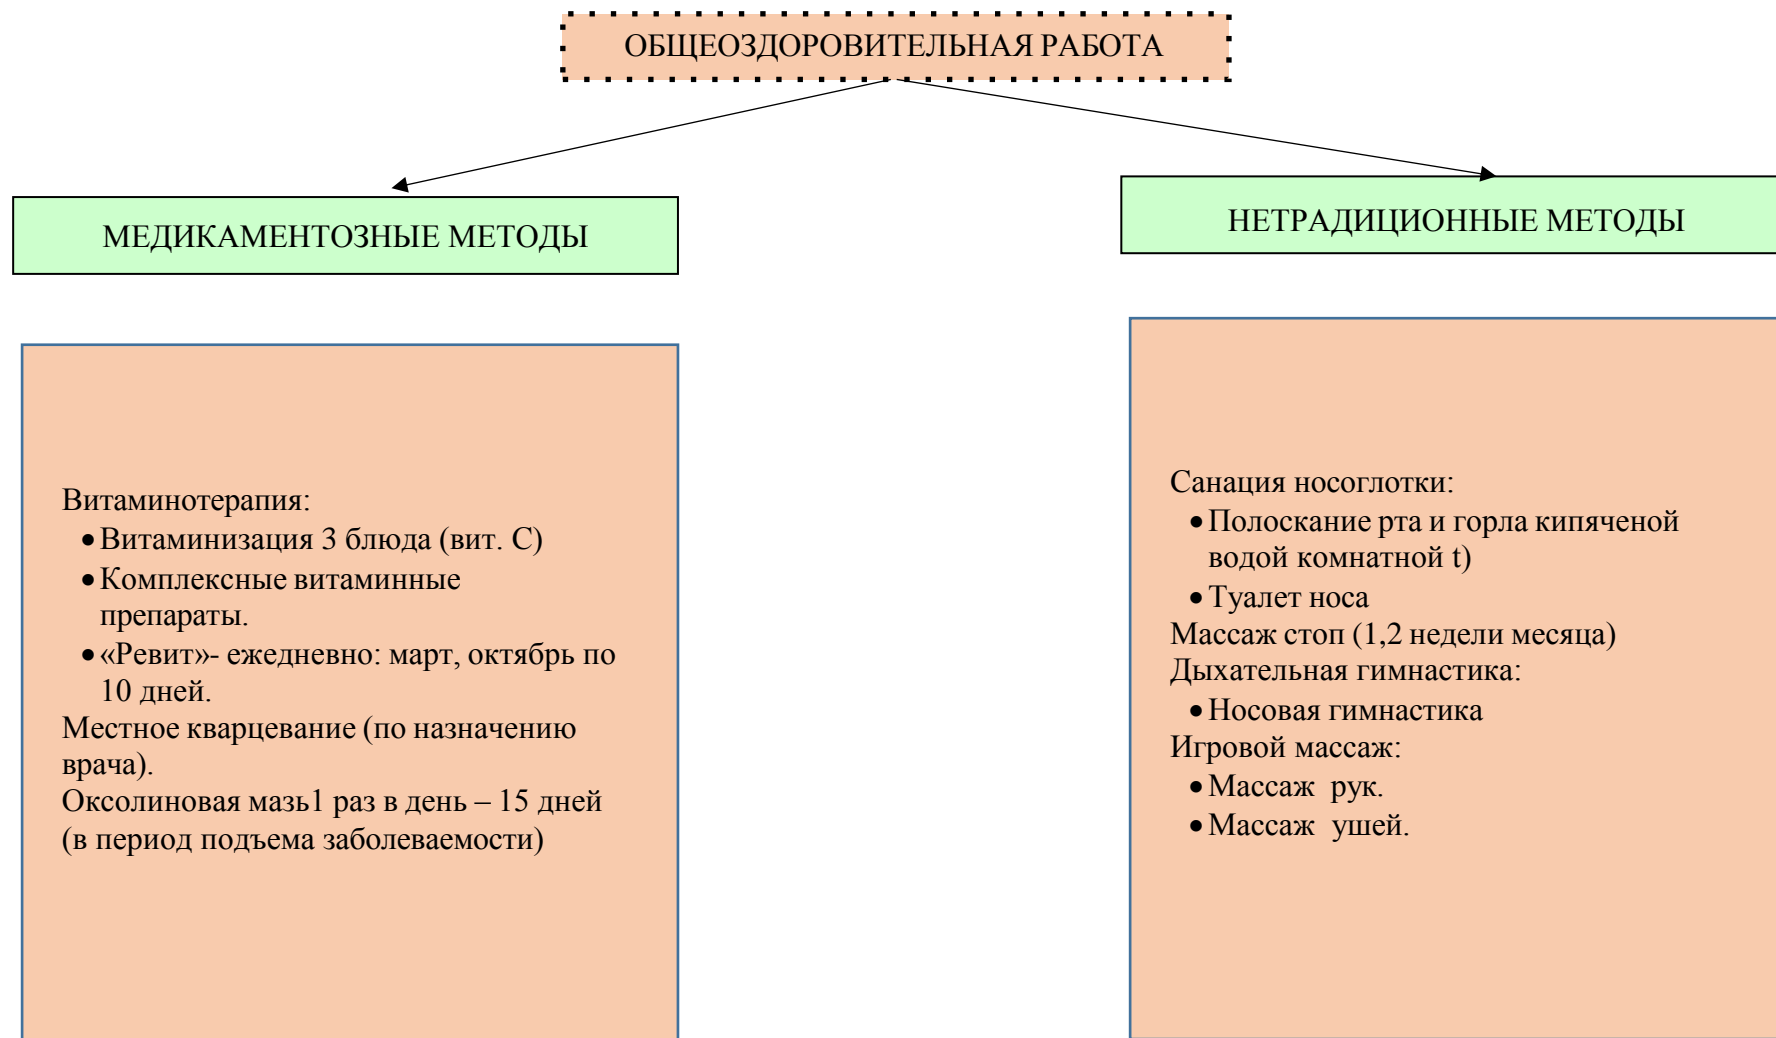 ОБЩЕОЗДОРОВИТЕЛЬНАЯ РАБОТА
МЕДИКАМЕНТОЗНЫЕ МЕТОДЫ
НЕТРАДИЦИОННЫЕ МЕТОДЫ
Витаминотерапия:
•Витаминизация 3 блюда (вит. С)
•Комплексные витаминные
препараты.
•«Ревит»- ежедневно: март, октябрь по
10 дней.
Местное кварцевание (по назначению
врача).
Оксолиновая мазь1 раз в день – 15 дней
(в период подъема заболеваемости)
Санация носоглотки:
•Полоскание рта и горла кипяченой
водой комнатной t)
•Туалет носа
Массаж стоп (1,2 недели месяца)
Дыхательная гимнастика:
•Носовая гимнастика
Игровой массаж:
•Массаж рук.
•Массаж ушей.